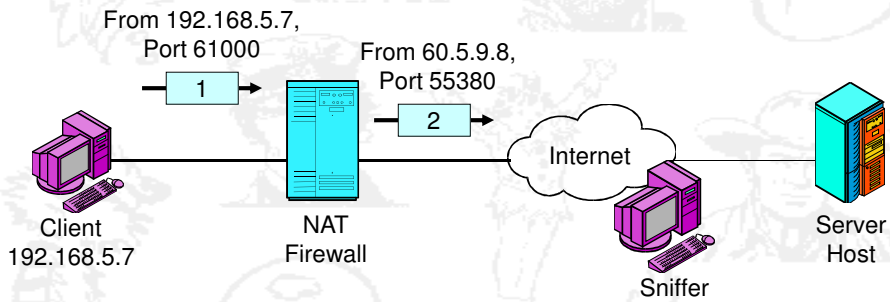 From 192.168.5.7,
Port 61000
1
From 60.5.9.8,
Port 55380
2
Internet
Client
192.168.5.7
NAT
Firewall
Sniffer
Server
Host